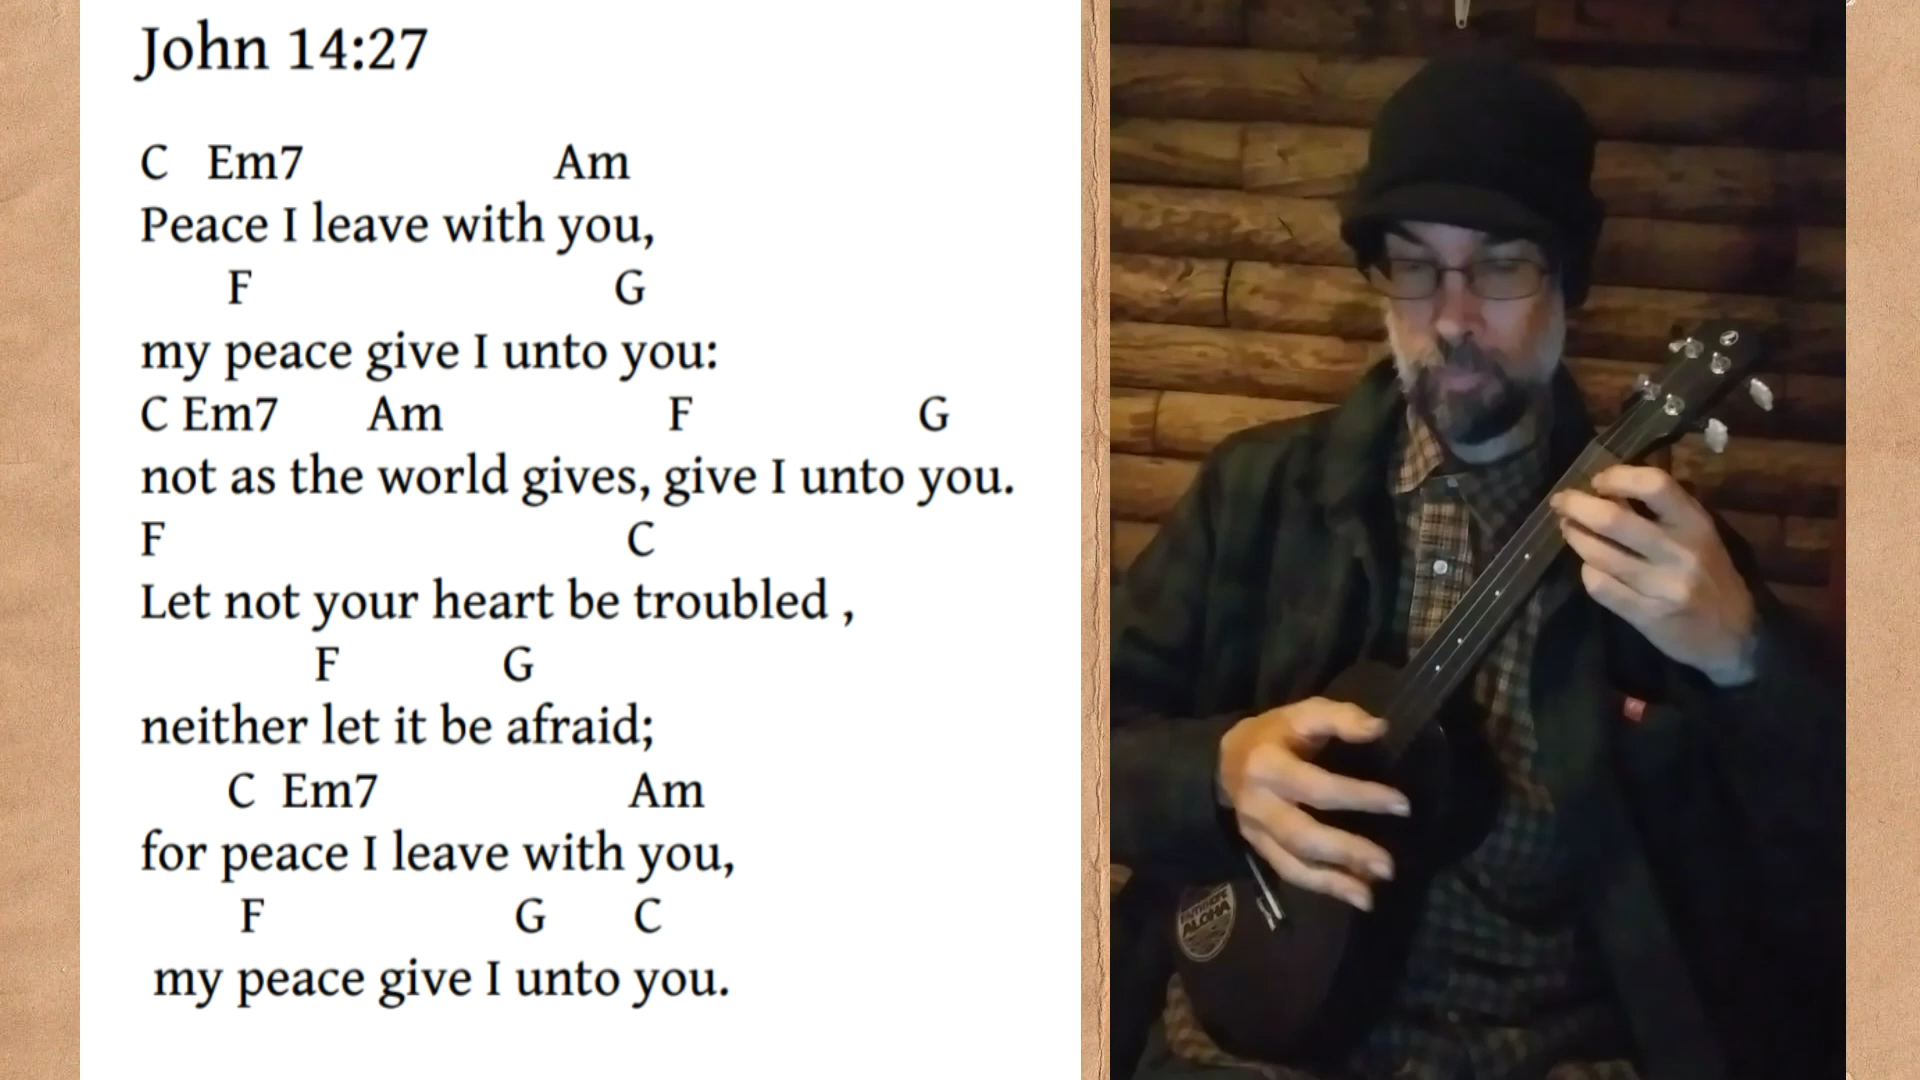 John 14:27
C Em7 Am
Peace I leave with you,
F G
my peace give I unto you:
C Em7 Am F G
not as the world gives, give I unto you.
F C
Let not your heart be troubled ,
F G
neither let it be afraid;
C Em7 Am
for peace I leave with you,
F G C
my peace give I unto you.
ALOHA